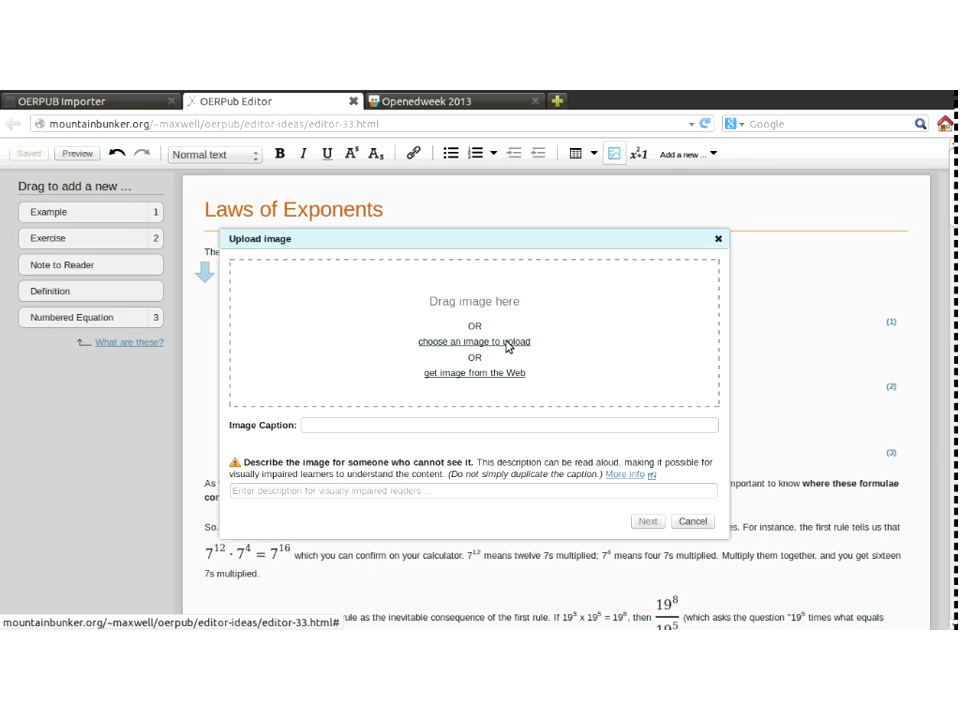 OERPUB Importer
OERPub Editor
Openedweek 2013
mountainbunker.org/~maxwell/oerpub/editor-ideas/editor-33.html
Google
Saved
Preview
Normal text
B I U Aˢ Aₛ
x²+1
Add a new ...
Drag to add a new ...
Example 1
Exercise 2
Note to Reader
Definition
Numbered Equation 3
What are these?
Laws of Exponents
The
Upload image
Drag image here
OR
choose an image to upload
OR
get image from the Web
Image Caption:
Describe the image for someone who cannot see it. This description can be read aloud, making it possible for
visually impaired learners to understand the content. (Do not simply duplicate the caption.) More info
Enter description for visually impaired readers ...
Next
Cancel
(1)
(2)
(3)
As
mportant to know where these formulae
con
So.
es. For instance, the first rule tells us that
7¹² · 7⁴ = 7¹⁶ which you can confirm on your calculator. 7¹² means twelve 7s multiplied; 7⁴ means four 7s multiplied. Multiply them together, and you get sixteen
7s multiplied.
rule as the inevitable consequence of the first rule. If 19³ x 19⁵ = 19⁸, then 19⁸/19⁵ (which asks the question "19⁵ times what equals
mountainbunker.org/~maxwell/oerpub/editor-ideas/editor-33.html#